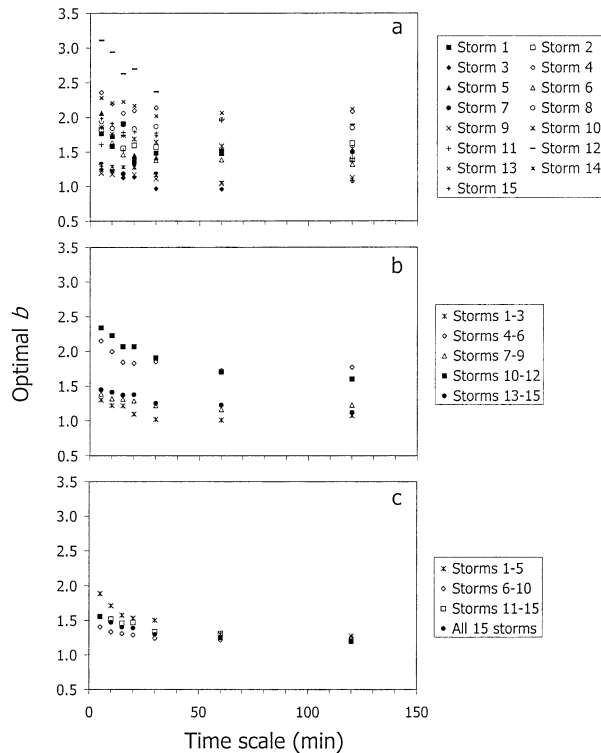 a
3.5
3.0
2.5
2.0
1.5
1.0
0.5
Storm 1 Storm 2
Storm 3 Storm 4
Storm 5 Storm 6
Storm 7 Storm 8
Storm 9 Storm 10
Storm 11 Storm 12
Storm 13 Storm 14
Storm 15
b
3.5
3.0
2.5
2.0
1.5
1.0
0.5
Optimal b
Storms 1-3
Storms 4-6
Storms 7-9
Storms 10-12
Storms 13-15
c
3.5
3.0
2.5
2.0
1.5
1.0
0.5
Storms 1-5
Storms 6-10
Storms 11-15
All 15 storms
0 50 100 150
Time scale (min)